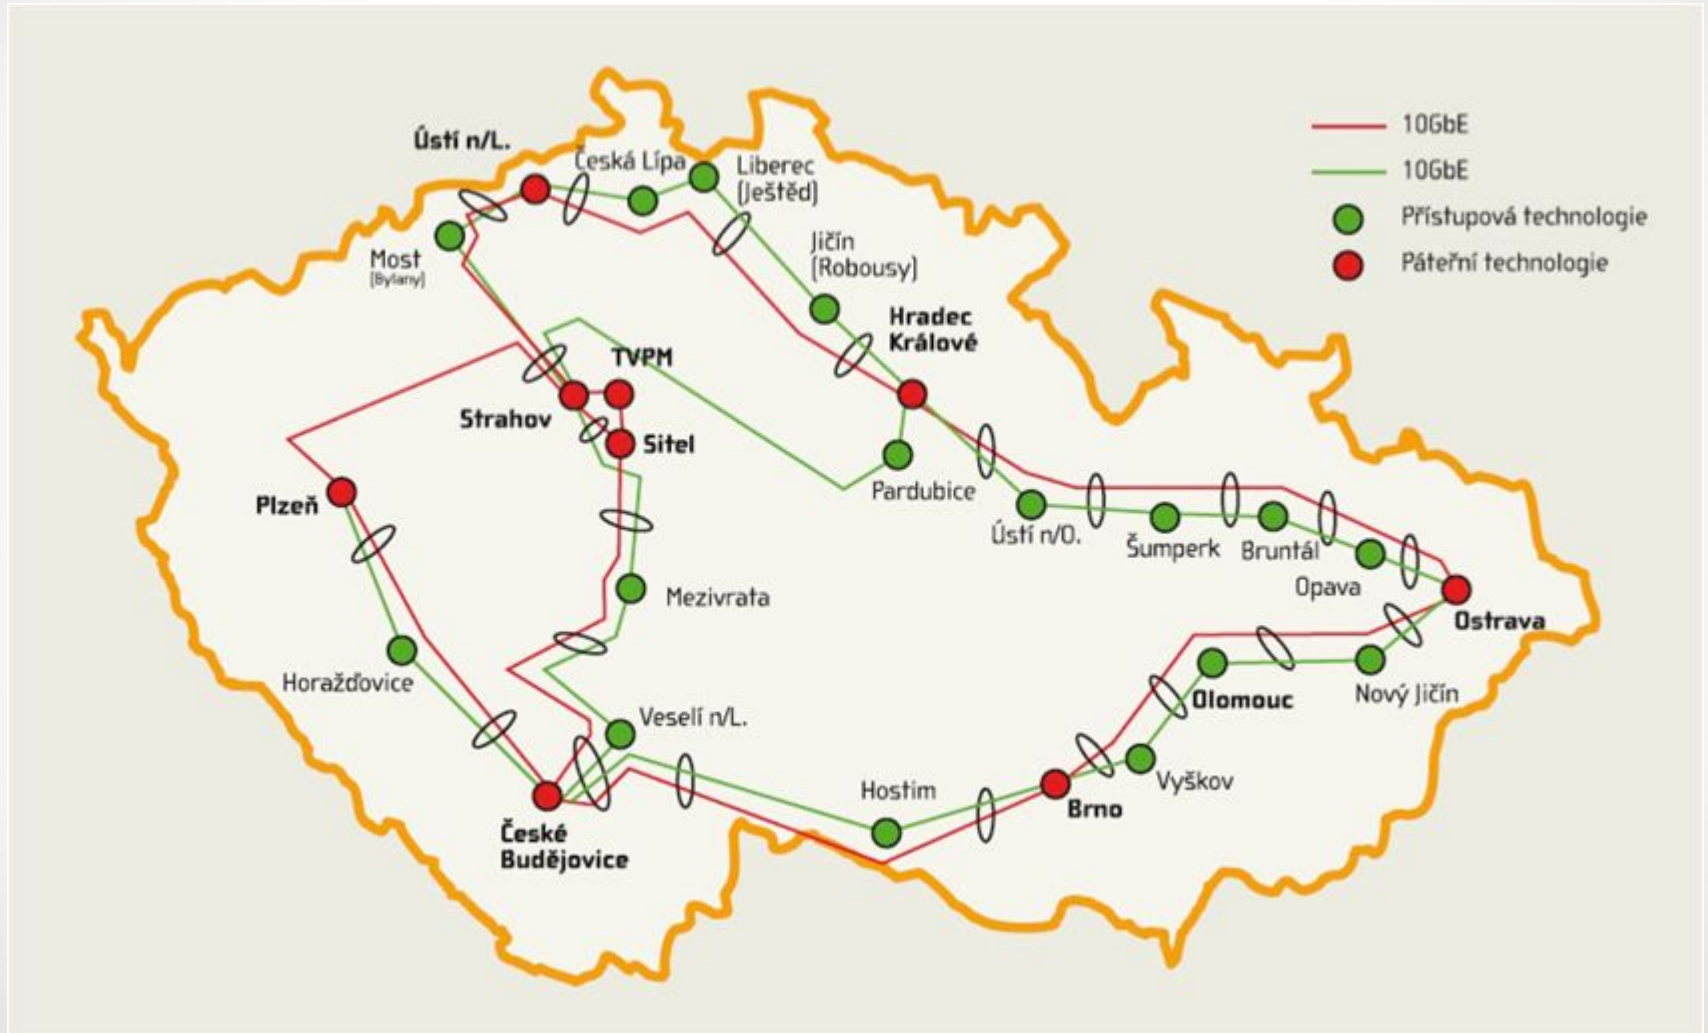 Ústí n/L.
Česká Lípa
Liberec
(Ještěd)
Most
(Bylany)
Jičín
(Robousy)
Hradec
Králové
TVPM
Strahov
Sitel
Plzeň
Pardubice
Ústí n/O.
Šumperk
Bruntál
Opava
Ostrava
Mezivrata
Horažďovice
Veselí n/L.
Olomouc
Nový Jičín
Vyškov
Hostim
Brno
České
Budějovice
10GbE
10GbE
Přístupová technologie
Páteřní technologie